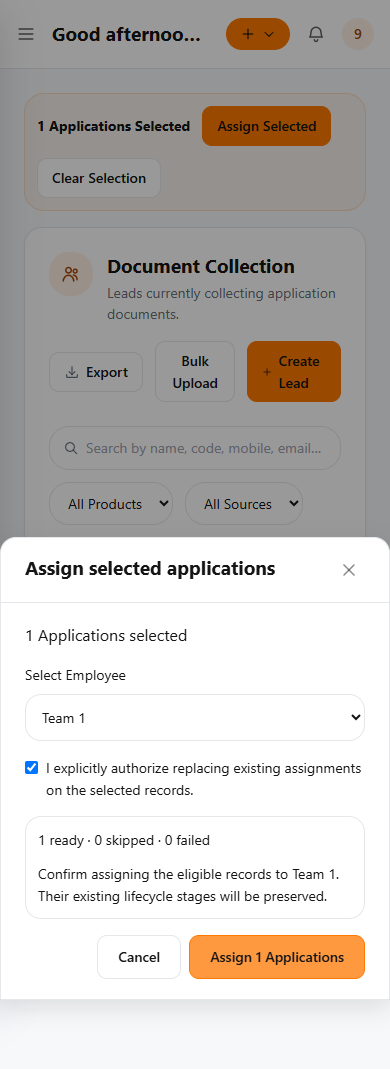 Good afternoo...
9
1 Applications Selected
Assign Selected
Clear Selection
Document Collection
Leads currently collecting application
documents.
Export
Bulk
Upload
+ Create
Lead
Search by name, code, mobile, email...
All Products
All Sources
Assign selected applications
1 Applications selected
Select Employee
Team 1
I explicitly authorize replacing existing assignments
on the selected records.
1 ready · 0 skipped · 0 failed
Confirm assigning the eligible records to Team 1.
Their existing lifecycle stages will be preserved.
Cancel
Assign 1 Applications